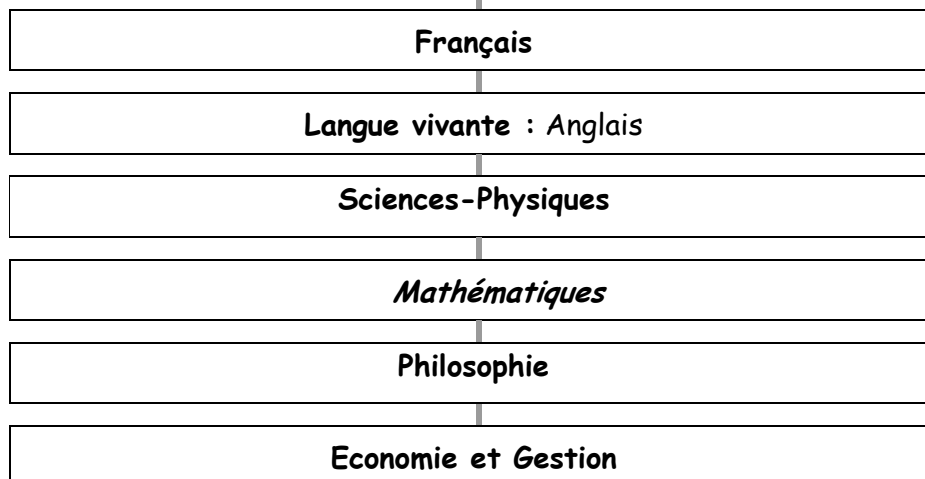 Français
Langue vivante : Anglais
Sciences-Physiques
Mathématiques
Philosophie
Economie et Gestion